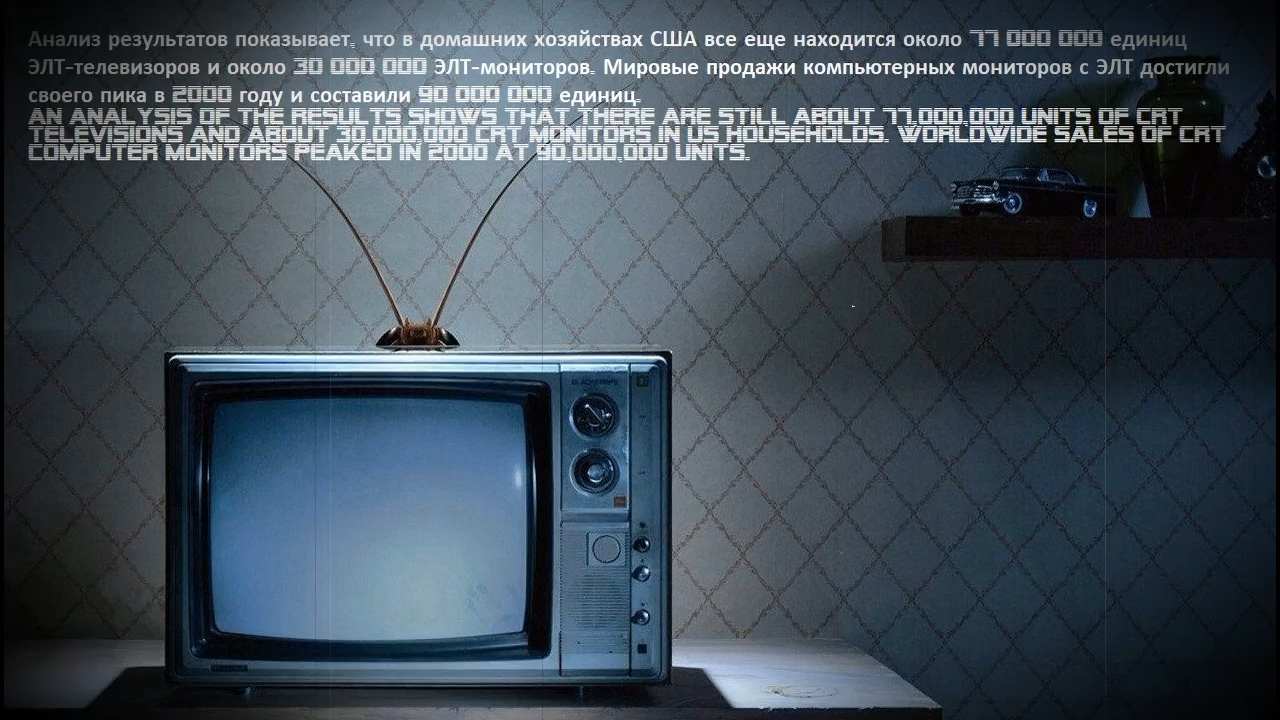 Анализ результатов показывает, что в домашних хозяйствах США все еще находится около 77 000 000 единиц
ЭЛТ-телевизоров и около 30 000 000 ЭЛТ-мониторов. Мировые продажи компьютерных мониторов с ЭЛТ достигли
своего пика в 2000 году и составили 90 000 000 единиц.
AN ANALYSIS OF THE RESULTS SHOWS THAT THERE ARE STILL ABOUT 77,000,000 UNITS OF CRT
TELEVISIONS AND ABOUT 30,000,000 CRT MONITORS IN US HOUSEHOLDS. WORLDWIDE SALES OF CRT
COMPUTER MONITORS PEAKED IN 2000 AT 90,000,000 UNITS.